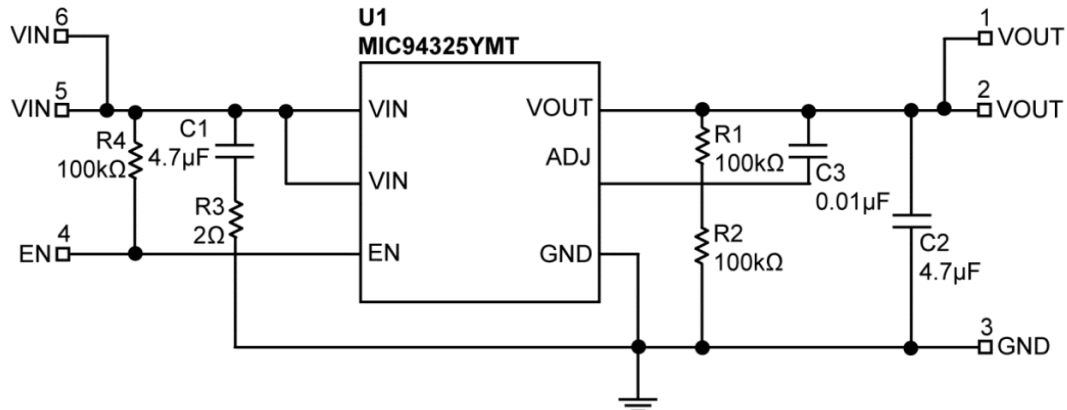 6
VIN
5
VIN
4
EN
R4
100kΩ
C1
4.7µF
R3
2Ω
U1
MIC94325YMT
VIN
VIN
EN
VOUT
ADJ
GND
R1
100kΩ
R2
100kΩ
C3
0.01µF
C2
4.7µF
1
VOUT
2
VOUT
3
GND